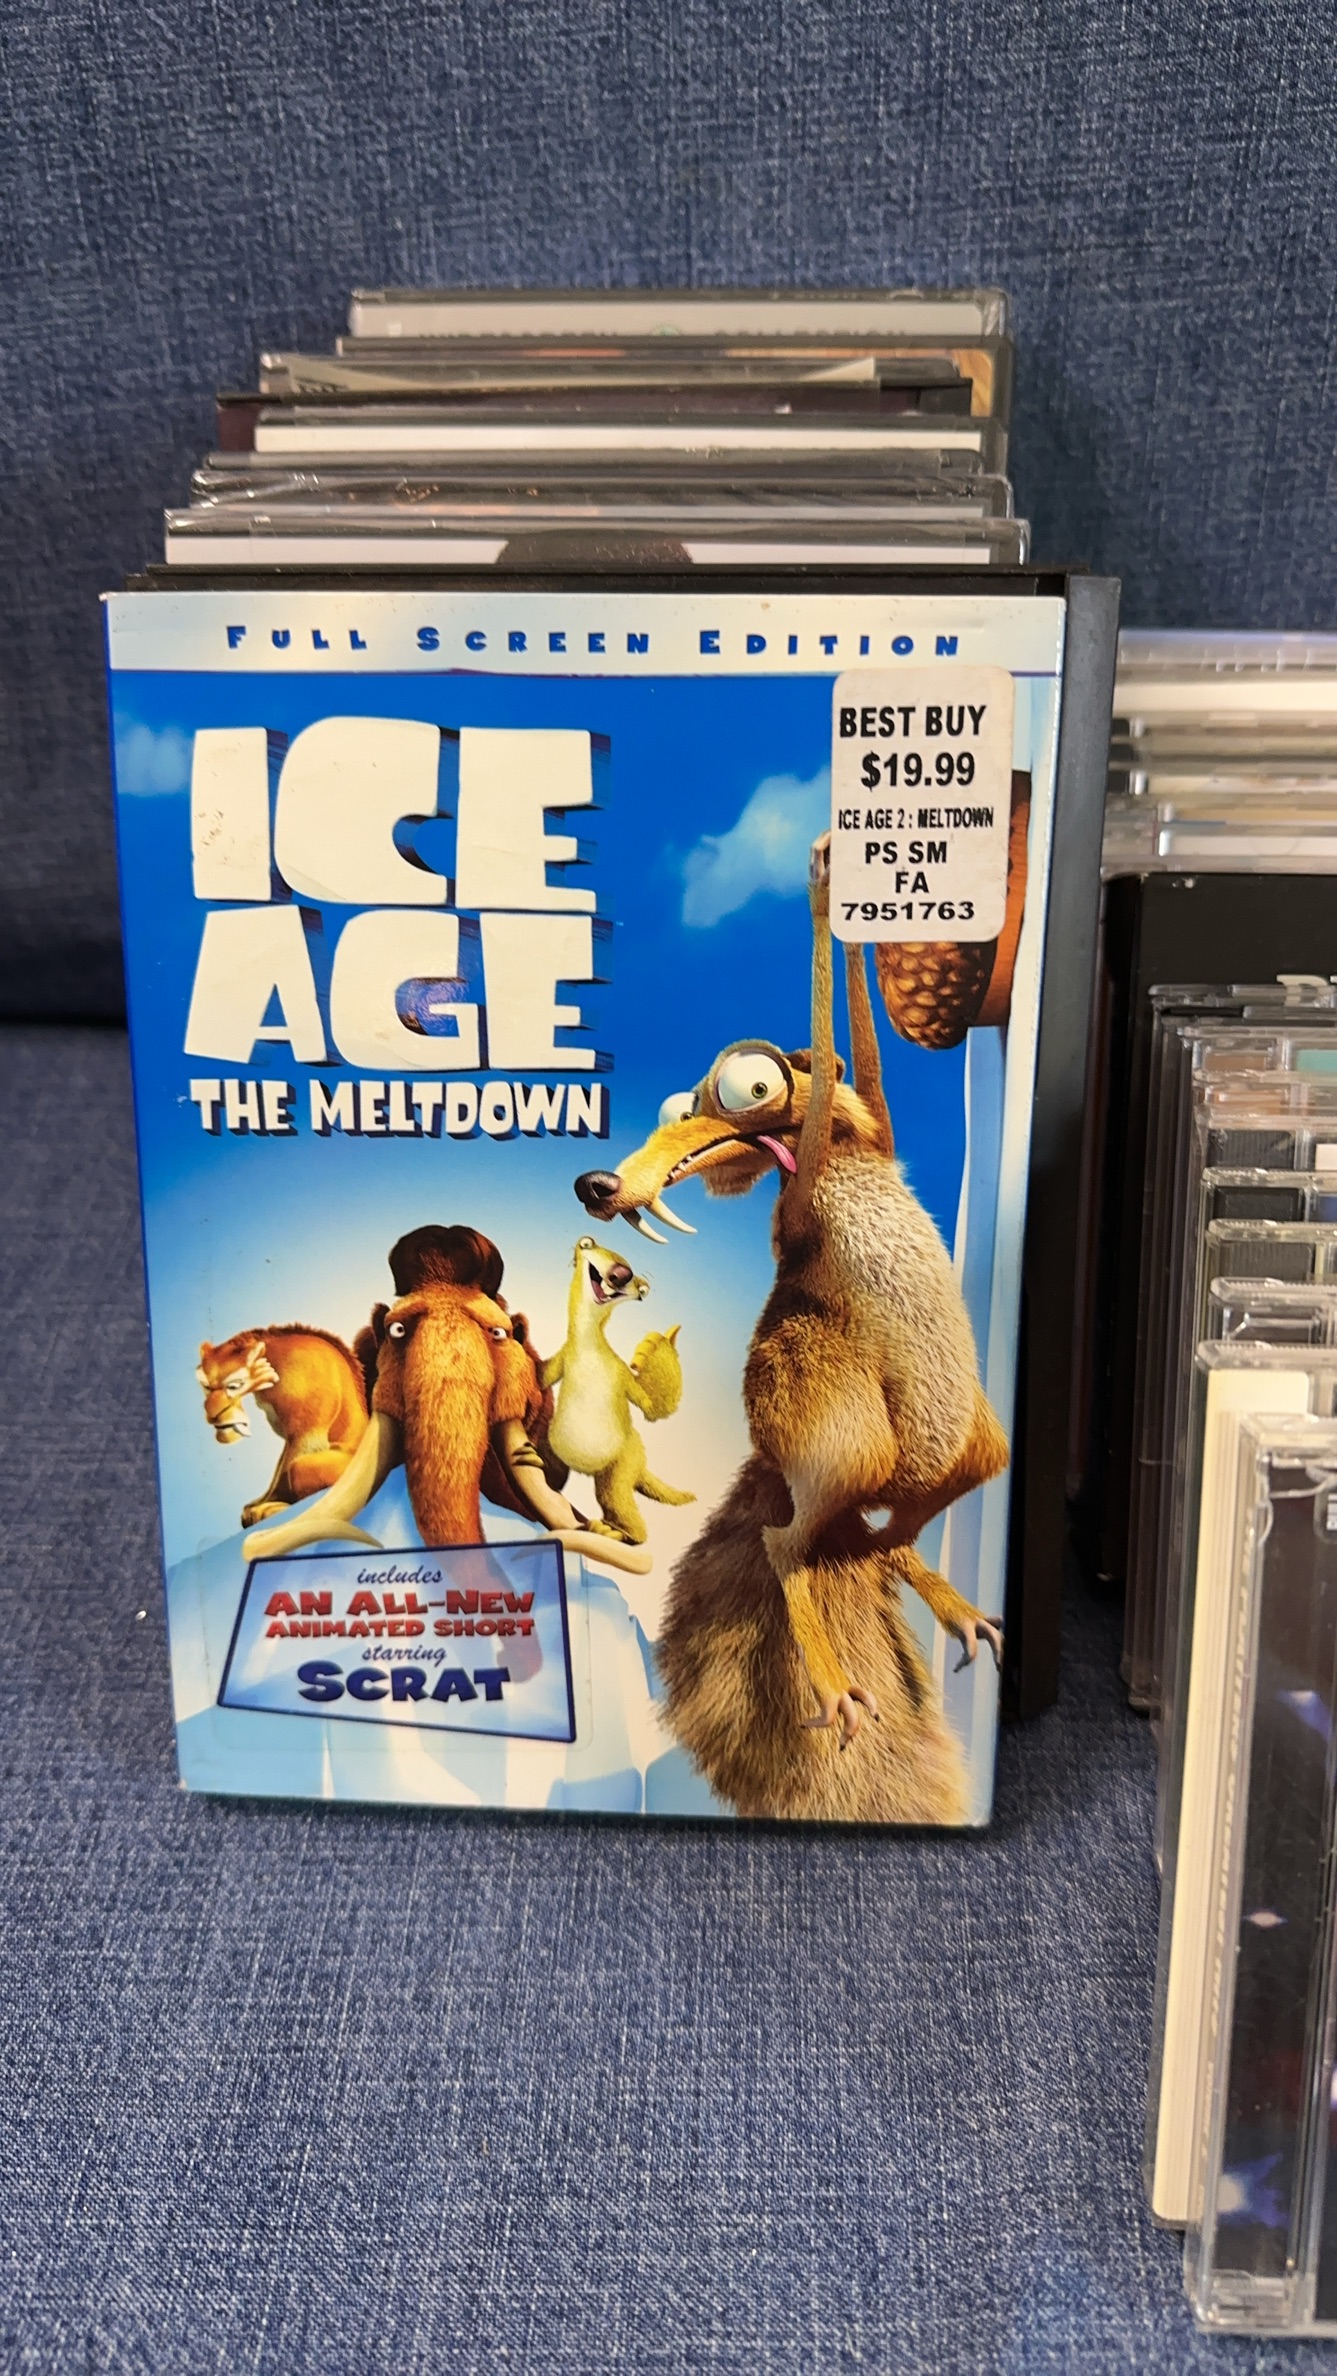 FULL SCREEN EDITION
BEST BUY
$19.99
ICE AGE 2 : MELTDOWN
PS SM
FA
7951763
ICE
AGE
THE MELTDOWN
includes
AN ALL-NEW
ANIMATED SHORT
starring
SCRAT